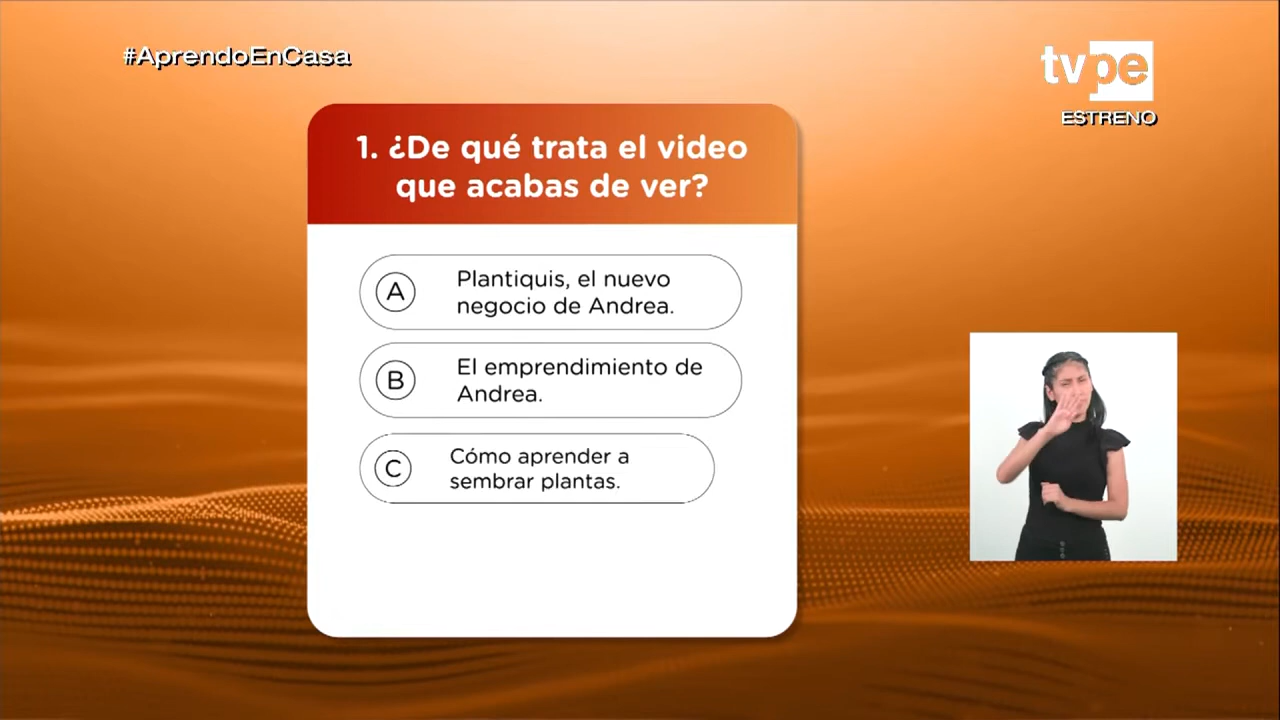 #AprendoEnCasa
tvpe
ESTRENO
1. ¿De qué trata el video
que acabas de ver?
A
Plantiquis, el nuevo
negocio de Andrea.
B
El emprendimiento de
Andrea.
C
Cómo aprender a
sembrar plantas.